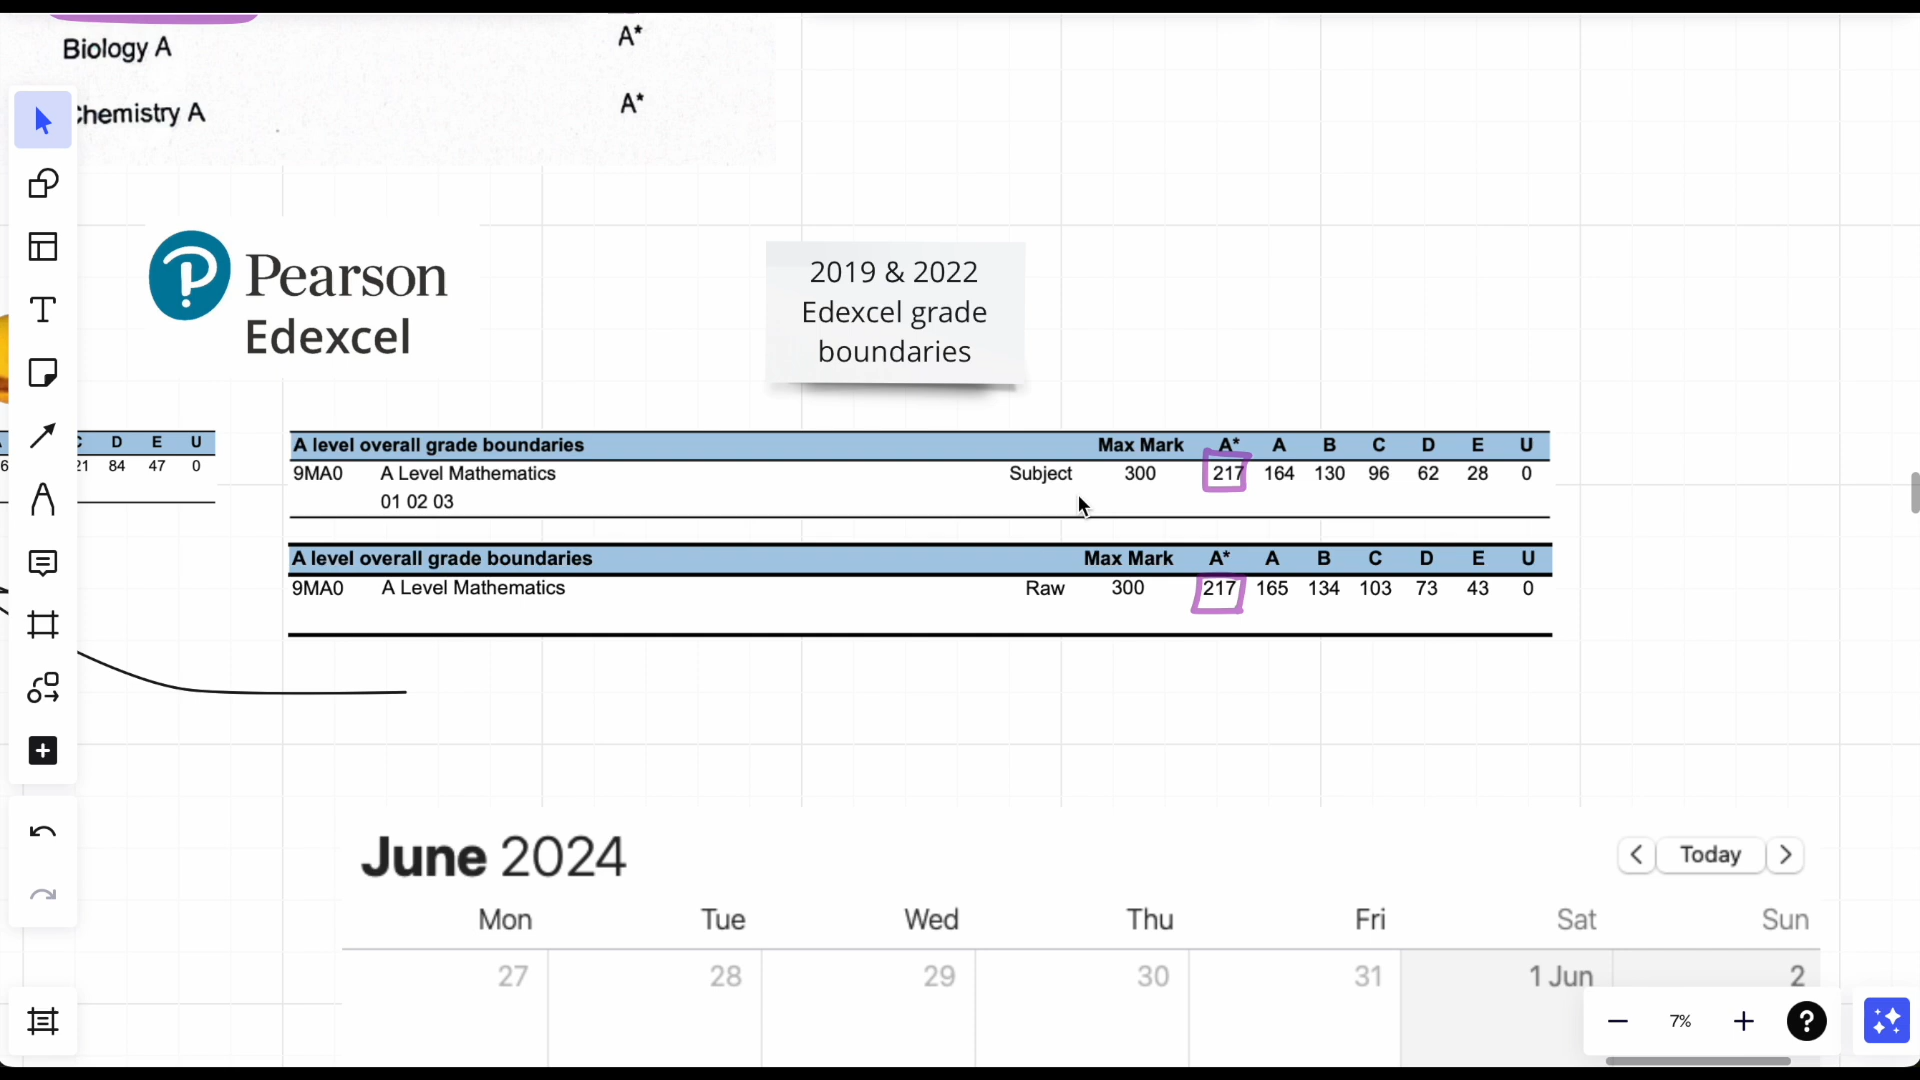 Biology A A*
Chemistry A A*
Pearson
Edexcel
2019 & 2022
Edexcel grade
boundaries
C D E U
21 84 47 0
A level overall grade boundaries Max Mark A* A B C D E U
9MA0 A Level Mathematics Subject 300 217 164 130 96 62 28 0
01 02 03
A level overall grade boundaries Max Mark A* A B C D E U
9MA0 A Level Mathematics Raw 300 217 165 134 103 73 43 0
June 2024 Today
Mon Tue Wed Thu Fri Sat Sun
27 28 29 30 31 1 Jun 2
7%